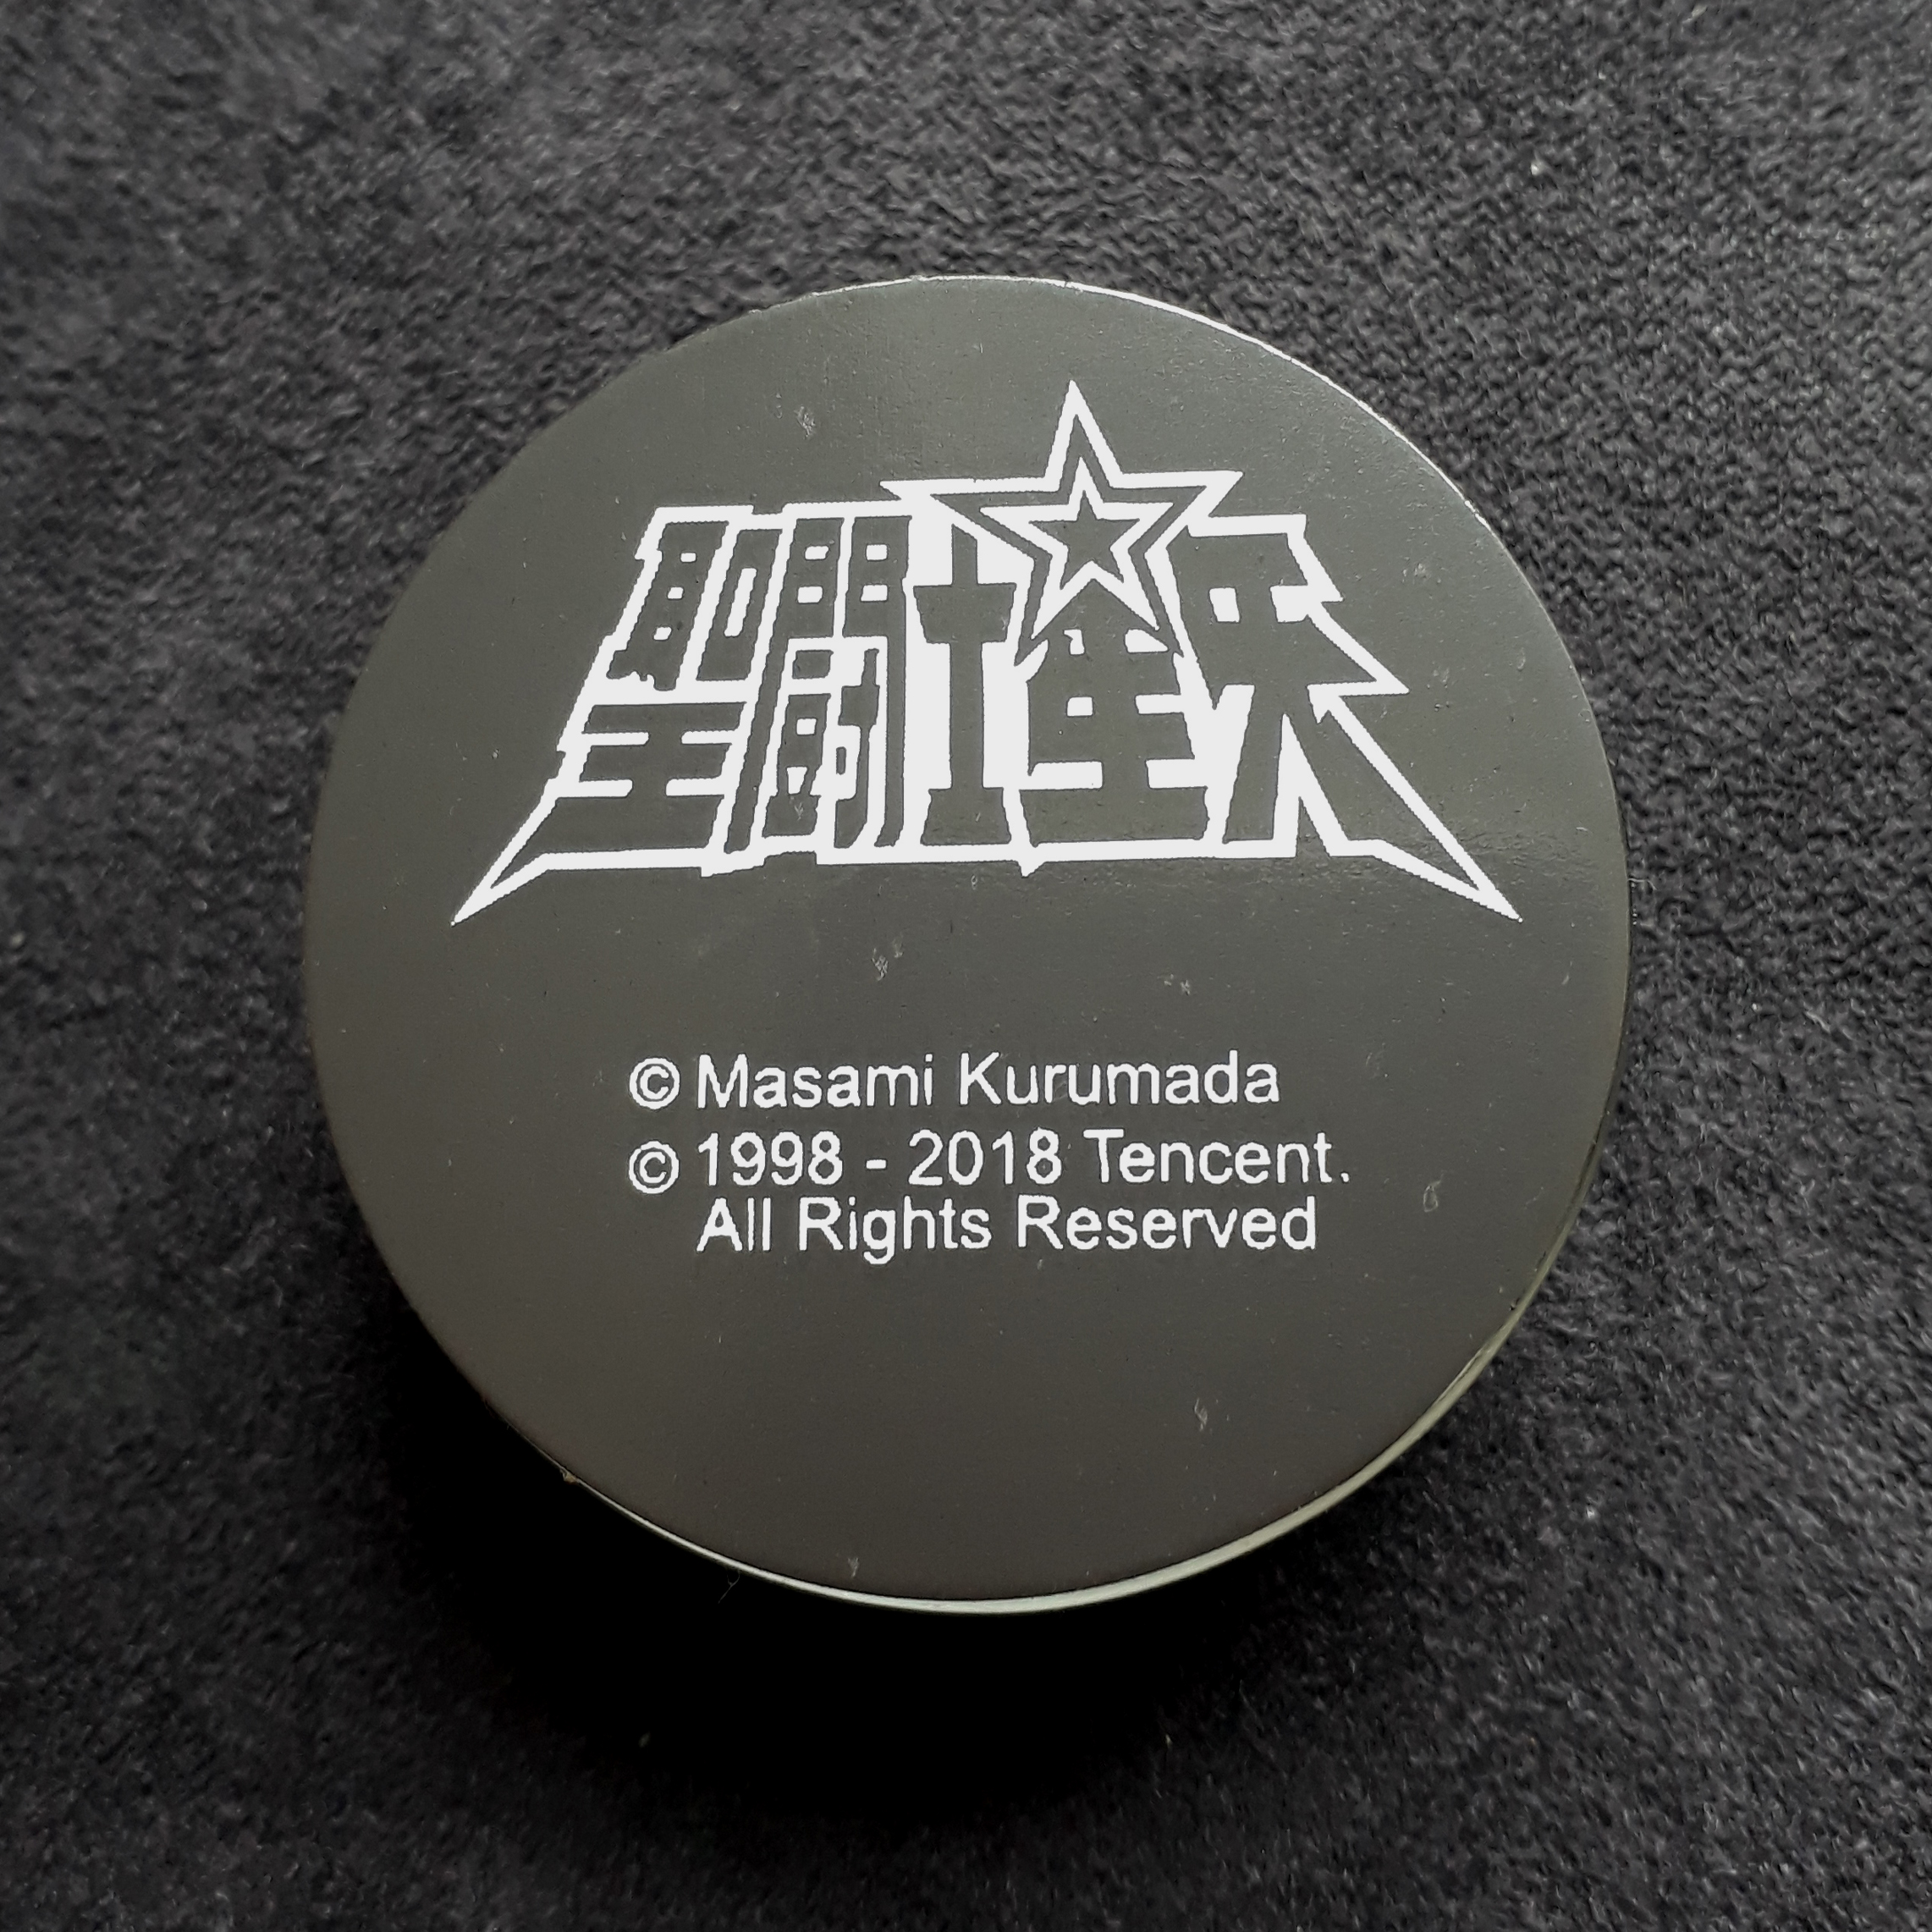 聖闘士星矢
© Masami Kurumada
© 1998 - 2018 Tencent.
All Rights Reserved